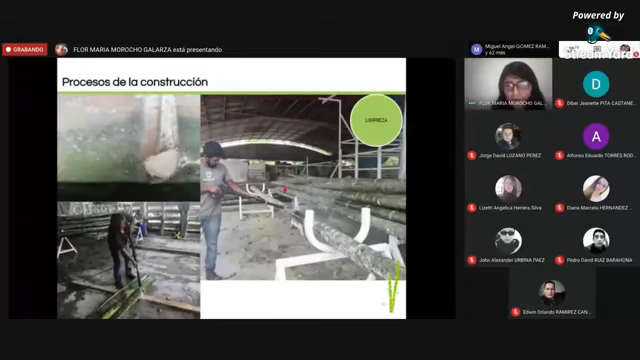 Powered by
StreamYard
GRABANDO
FLOR MARIA MOROCHO GALARZA está presentando
Miguel Angel GOMEZ RAM...
y 62 más
Procesos de la construcción
LIMPIEZA
FLOR MARIA MOROCHO GAL...
D
Diber Jeanette PITA CASTAÑE...
Jorge David LOZANO PEREZ
A
Alfonso Eduardo TORRES ROD...
Lizeth Angelica Herrera Silva
Diana Marcela HERNANDEZ ...
John Alexander URBINA PAEZ
Pedro David RUIZ BARAHONA
Edwin Orlando RAMIREZ CAN...